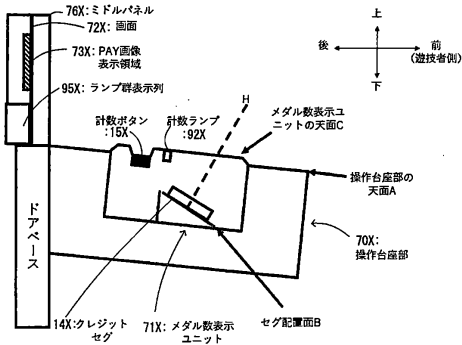 76X：ミドルパネル
72X：画面
73X：PAY画像
表示領域
95X：ランプ群表示列
上
後
前
（遊技者側）
下
計数ボタン
：15X
計数ランプ
：92X
H
メダル数表示ユ
ニットの天面C
操作台座部の
天面A
ドアベース
70X：
操作台座部
14X：クレジット
セグ
71X：メダル数表示
ユニット
セグ配置面B